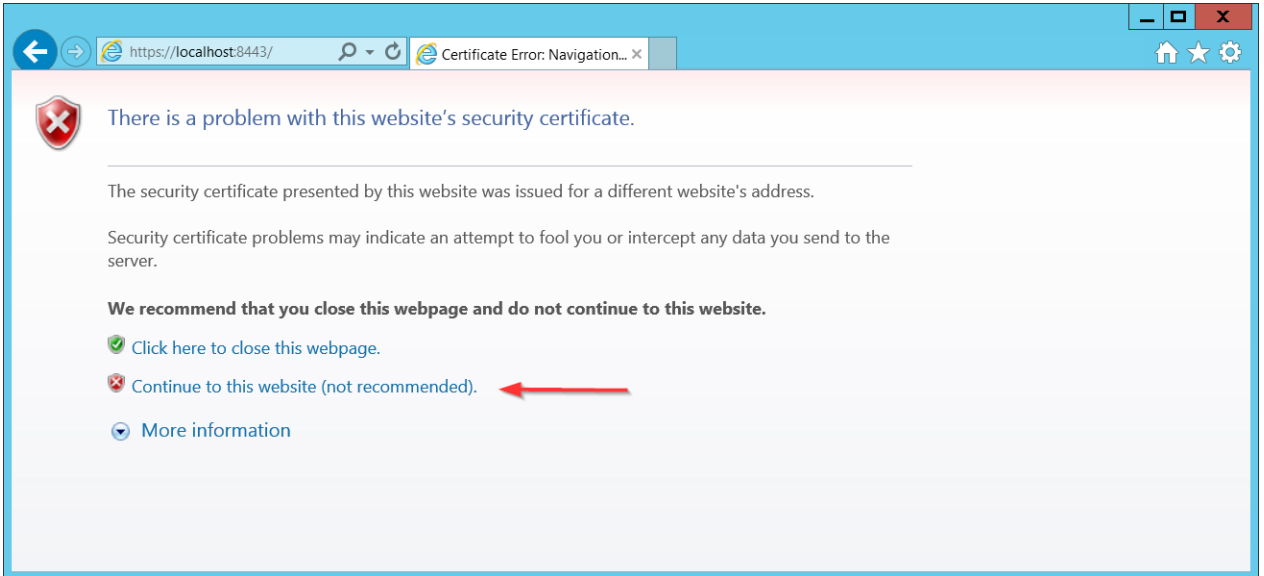 https://localhost:8443/
Certificate Error: Navigation...
There is a problem with this website's security certificate.
The security certificate presented by this website was issued for a different website's address.
Security certificate problems may indicate an attempt to fool you or intercept any data you send to the
server.
We recommend that you close this webpage and do not continue to this website.
Click here to close this webpage.
Continue to this website (not recommended).
More information